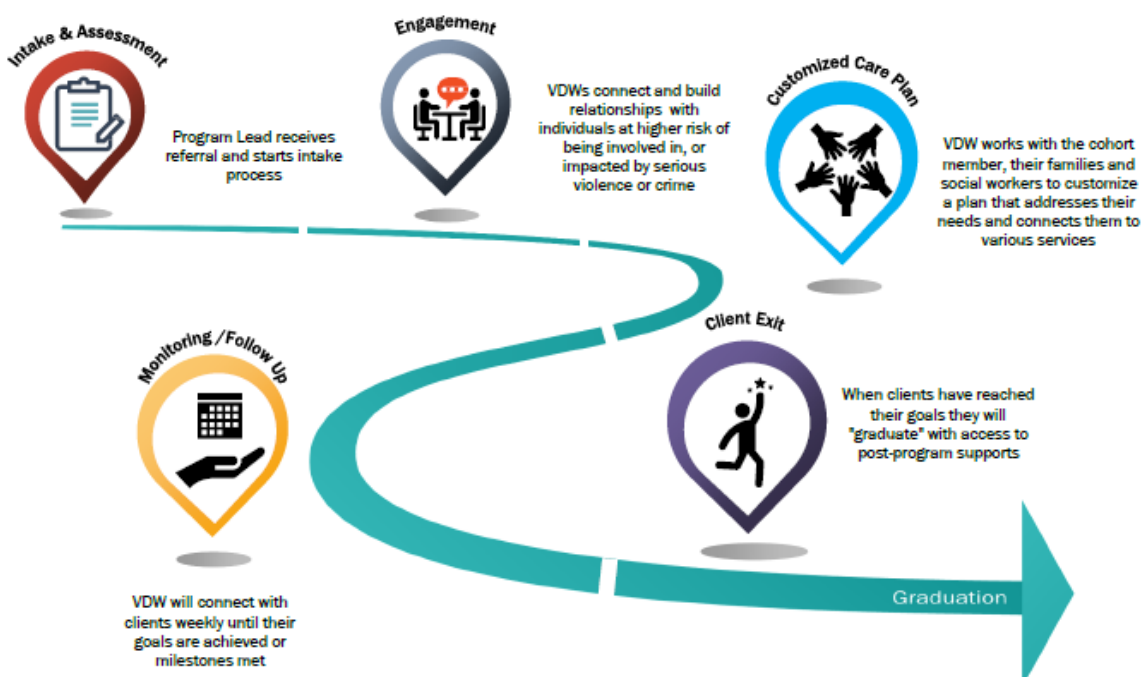 Intake & Assessment
Program Lead receives
referral and starts intake
process
Engagement
VDWs connect and build
relationships with
individuals at higher risk of
being involved in, or
impacted by serious
violence or crime
Customized Care Plan
VDW works with the cohort
member, their families and
social workers to customize
a plan that addresses their
needs and connects them to
various services
Monitoring /Follow Up
VDW will connect with
clients weekly until their
goals are achieved or
milestones met
Client Exit
When clients have reached
their goals they will
"graduate" with access to
post-program supports
Graduation